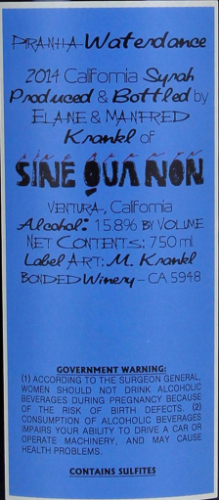 PIRANHA Waterdance
2014 California Syrah
Produced & Bottled by
ELAINE & MANFRED
Krankl of
SINE QUA NON
VENTURA, California
Alcohol: 15.8% BY VOLUME
NET CONTENTS: 750 ml
Label ART: M. Krankl
BONDED Winery – CA 5948
GOVERNMENT WARNING:
(1) ACCORDING TO THE SURGEON GENERAL,
WOMEN SHOULD NOT DRINK ALCOHOLIC
BEVERAGES DURING PREGNANCY BECAUSE
OF THE RISK OF BIRTH DEFECTS. (2)
CONSUMPTION OF ALCOHOLIC BEVERAGES
IMPAIRS YOUR ABILITY TO DRIVE A CAR OR
OPERATE MACHINERY, AND MAY CAUSE
HEALTH PROBLEMS.
CONTAINS SULFITES